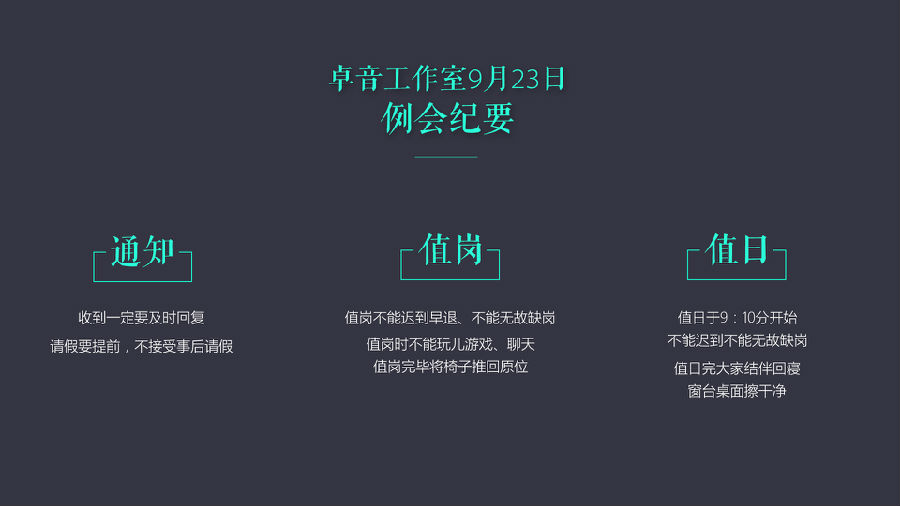 卓音工作室9月23日
例会纪要
通知
收到一定要及时回复
请假要提前，不接受事后请假
值岗
值岗不能迟到早退、不能无故缺岗
值岗时不能玩儿游戏、聊天
值岗完毕将椅子推回原位
值日
值日于9：10分开始
不能迟到不能无故缺岗
值日完大家结伴回寝
窗台桌面擦干净